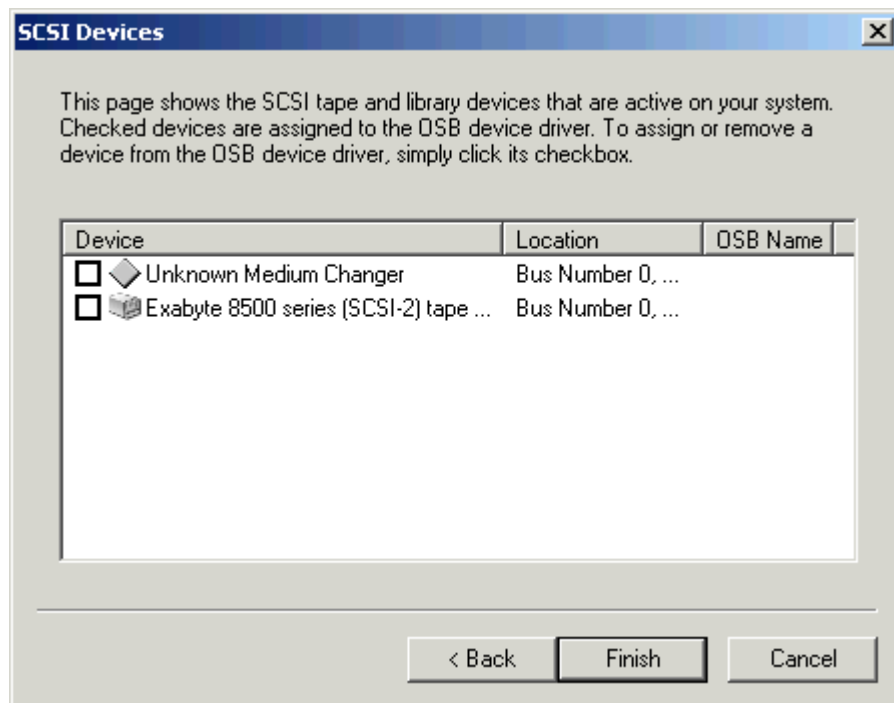 SCSI Devices
This page shows the SCSI tape and library devices that are active on your system.
Checked devices are assigned to the OSB device driver. To assign or remove a
device from the OSB device driver, simply click its checkbox.
Device Location OSB Name
Unknown Medium Changer Bus Number 0, ...
Exabyte 8500 series (SCSI-2) tape ... Bus Number 0, ...
< Back Finish Cancel